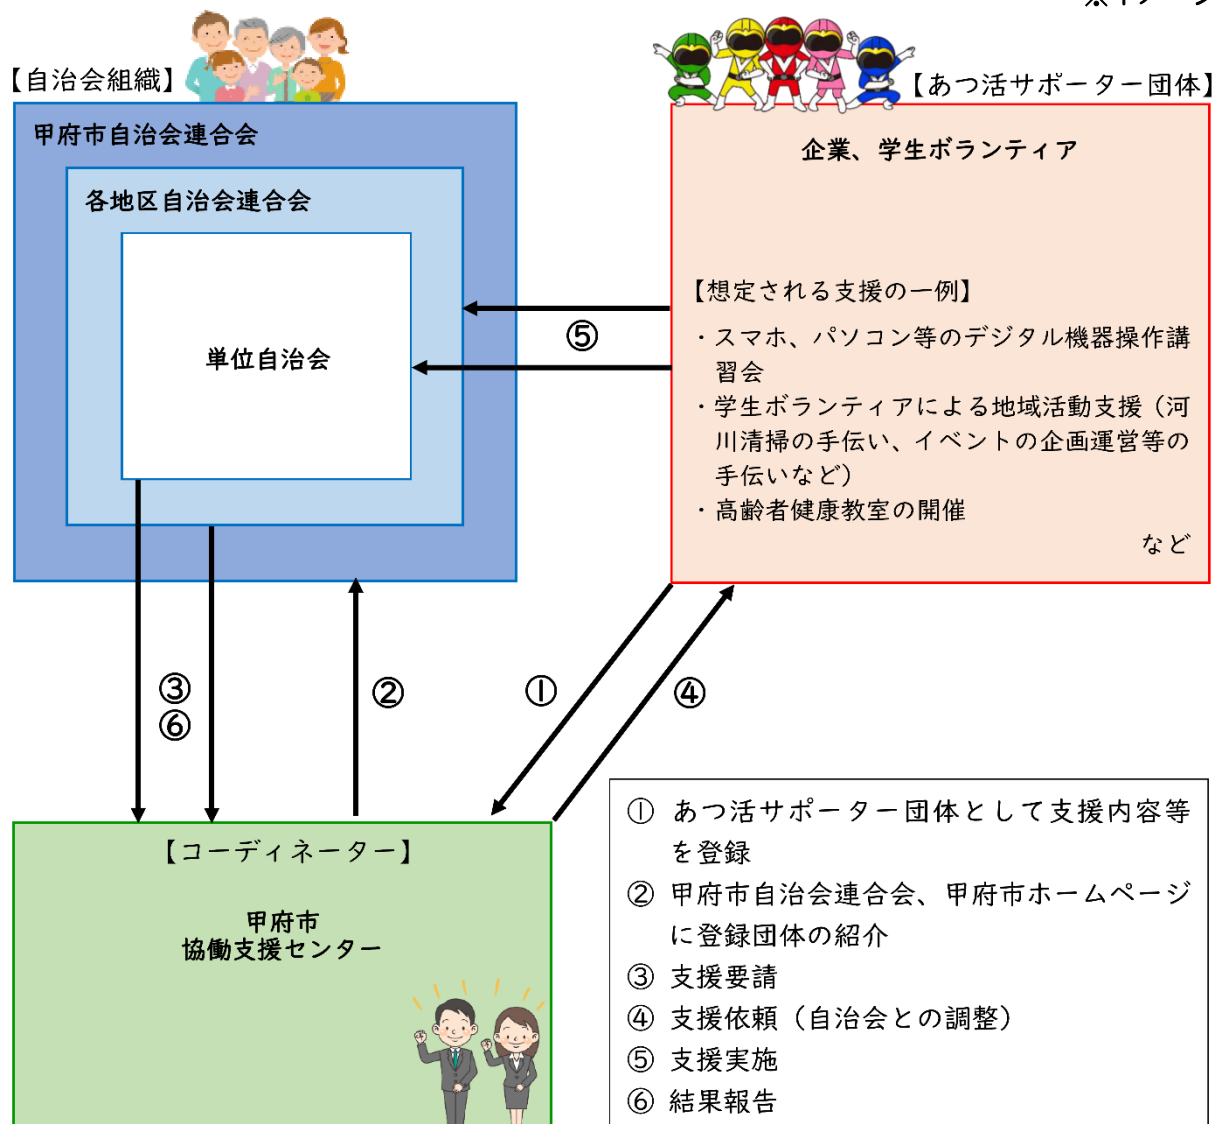 【自治会組織】
甲府市自治会連合会
各地区自治会連合会
単位自治会
【あつ活サポーター団体】
企業、学生ボランティア
【想定される支援の一例】
・スマホ、パソコン等のデジタル機器操作講
習会
・学生ボランティアによる地域活動支援（河
川清掃の手伝い、イベントの企画運営等の
手伝いなど）
・高齢者健康教室の開催
など
⑤
③
⑥
②
①
④
【コーディネーター】
甲府市
協働支援センター
① あつ活サポーター団体として支援内容等
を登録
② 甲府市自治会連合会、甲府市ホームページ
に登録団体の紹介
③ 支援要請
④ 支援依頼（自治会との調整）
⑤ 支援実施
⑥ 結果報告